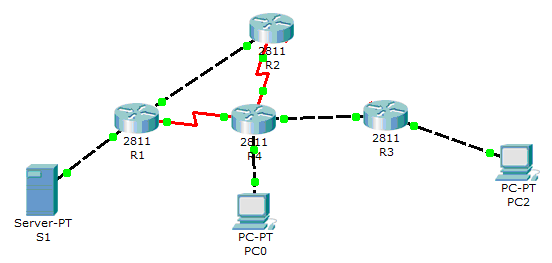 2811
R2
2811
R1
2811
R4
2811
R3
Server-PT
S1
PC-PT
PC0
PC-PT
PC2